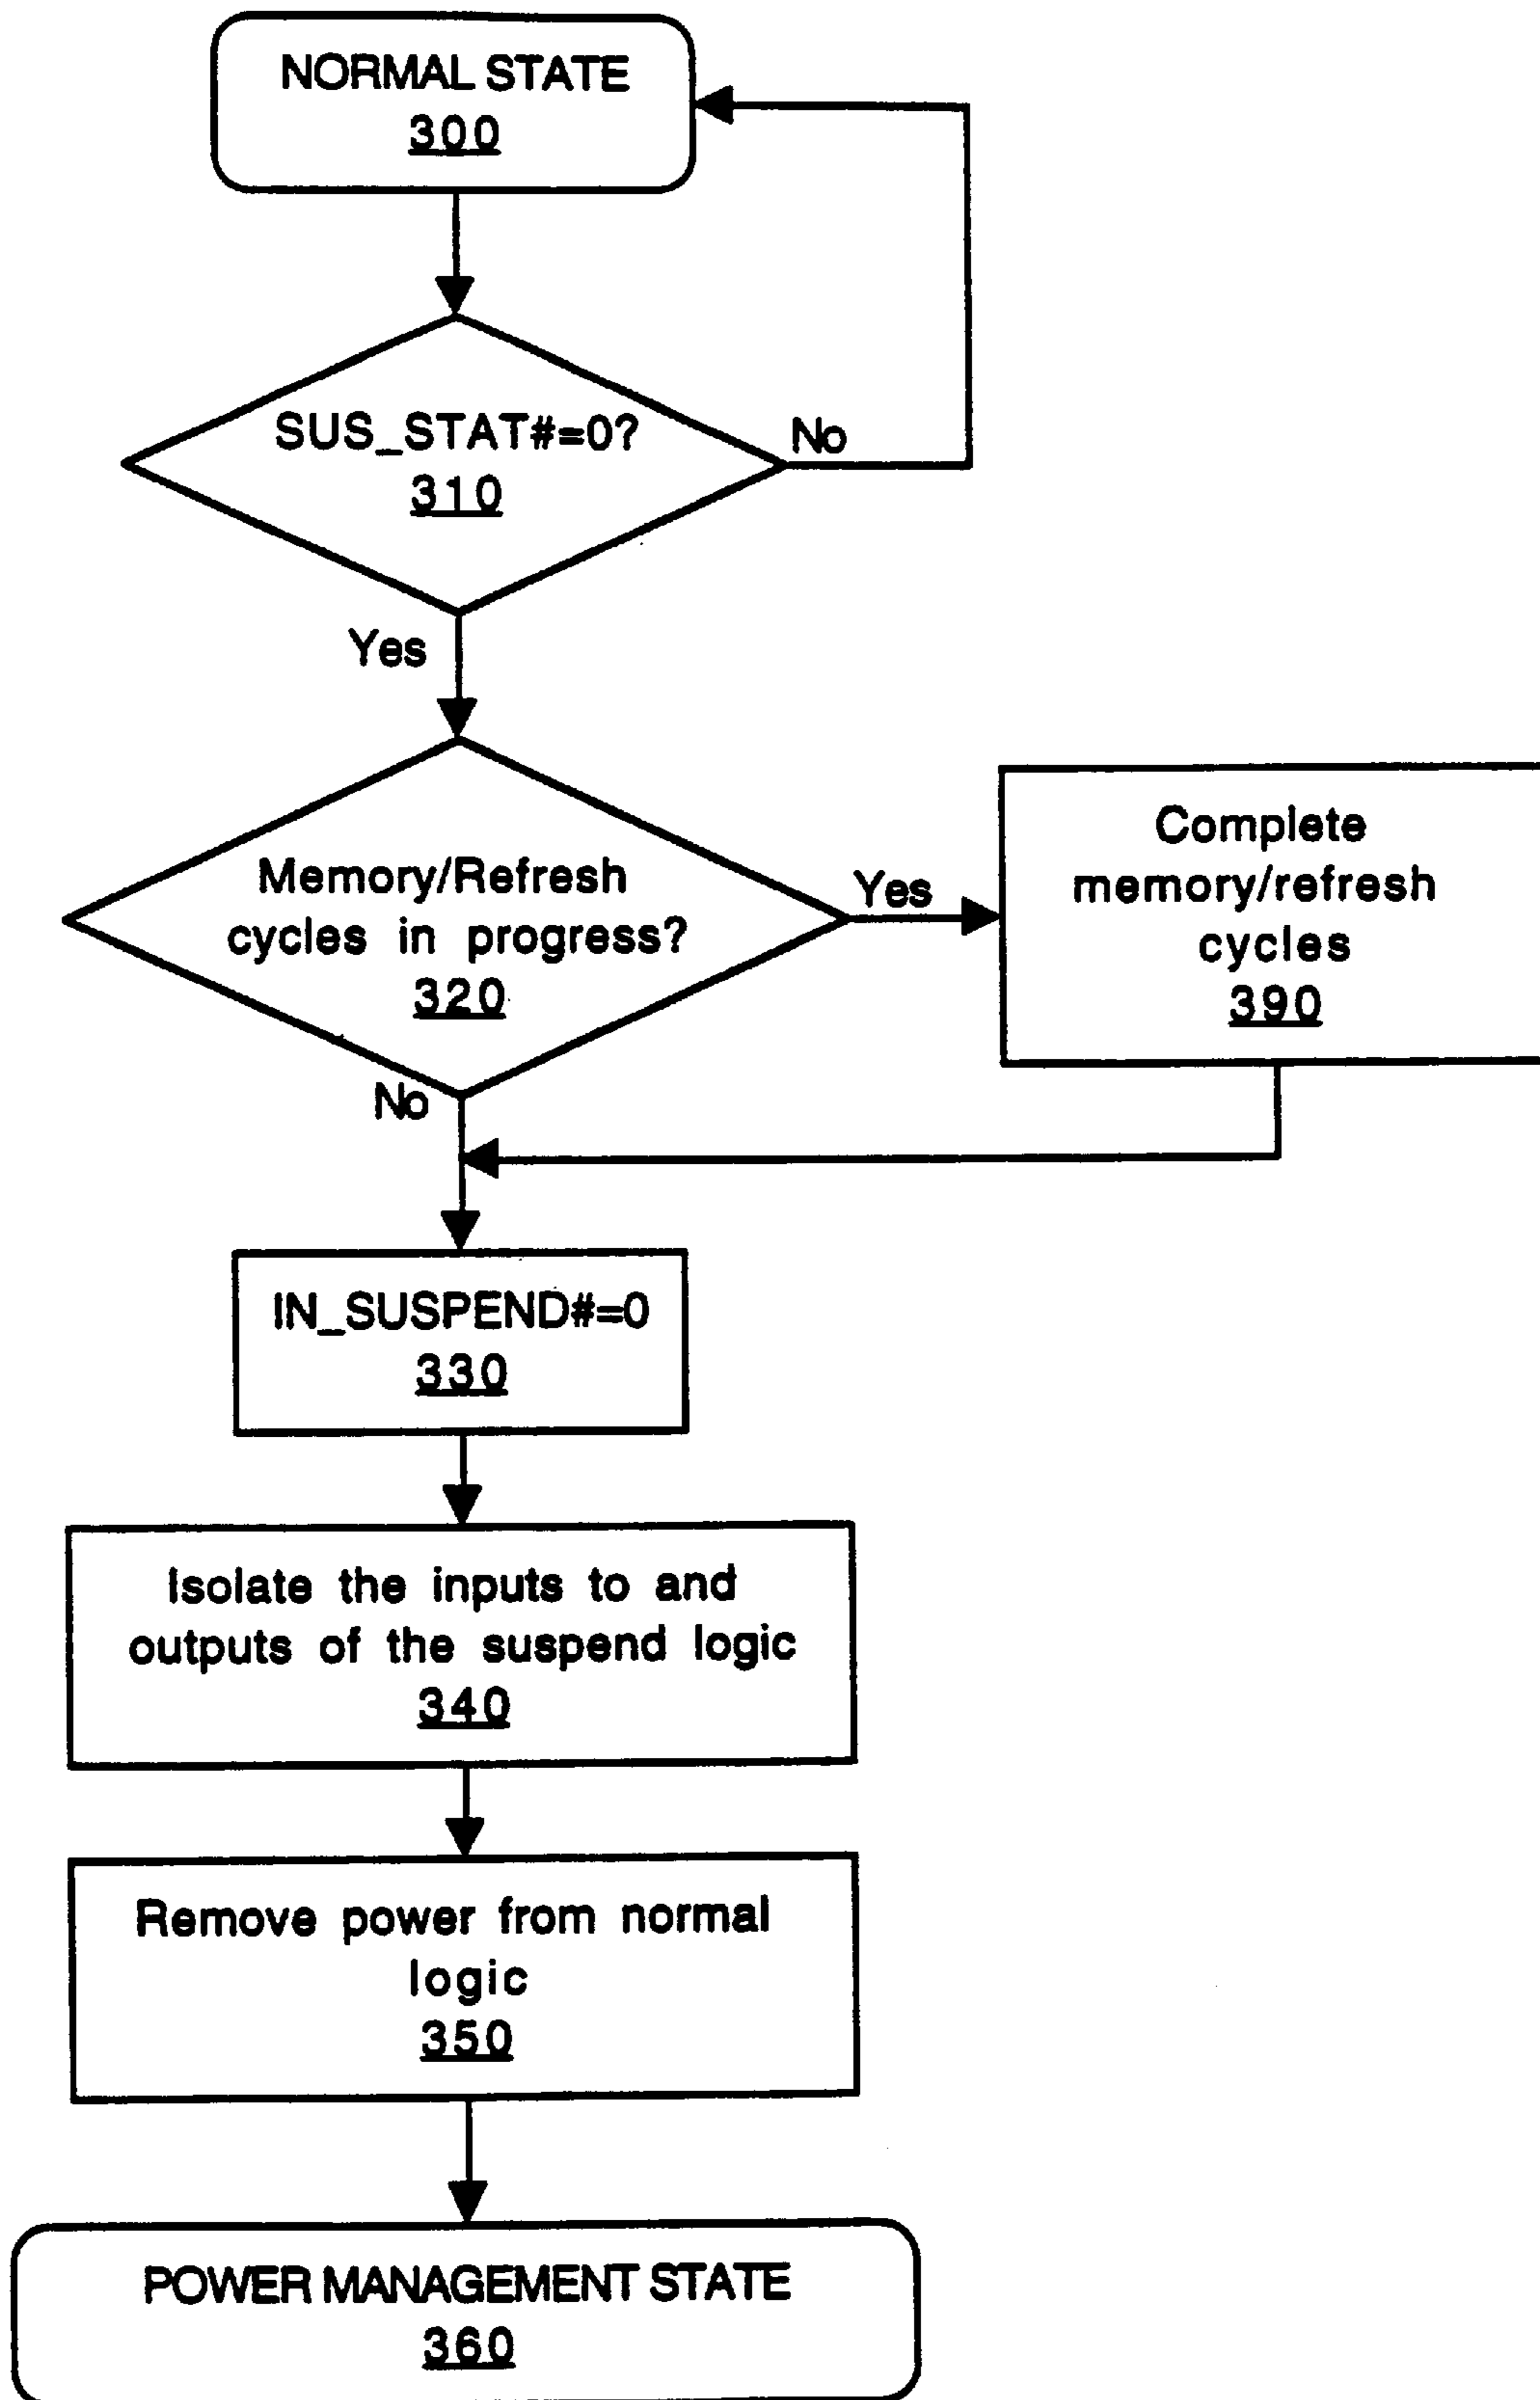 NORMAL STATE
300
SUS_STAT#=0?
310
No
Yes
Memory/Refresh
cycles in progress?
320
Yes
Complete
memory/refresh
cycles
390
No
IN_SUSPEND#=0
330
Isolate the inputs to and
outputs of the suspend logic
340
Remove power from normal
logic
350
POWER MANAGEMENT STATE
360